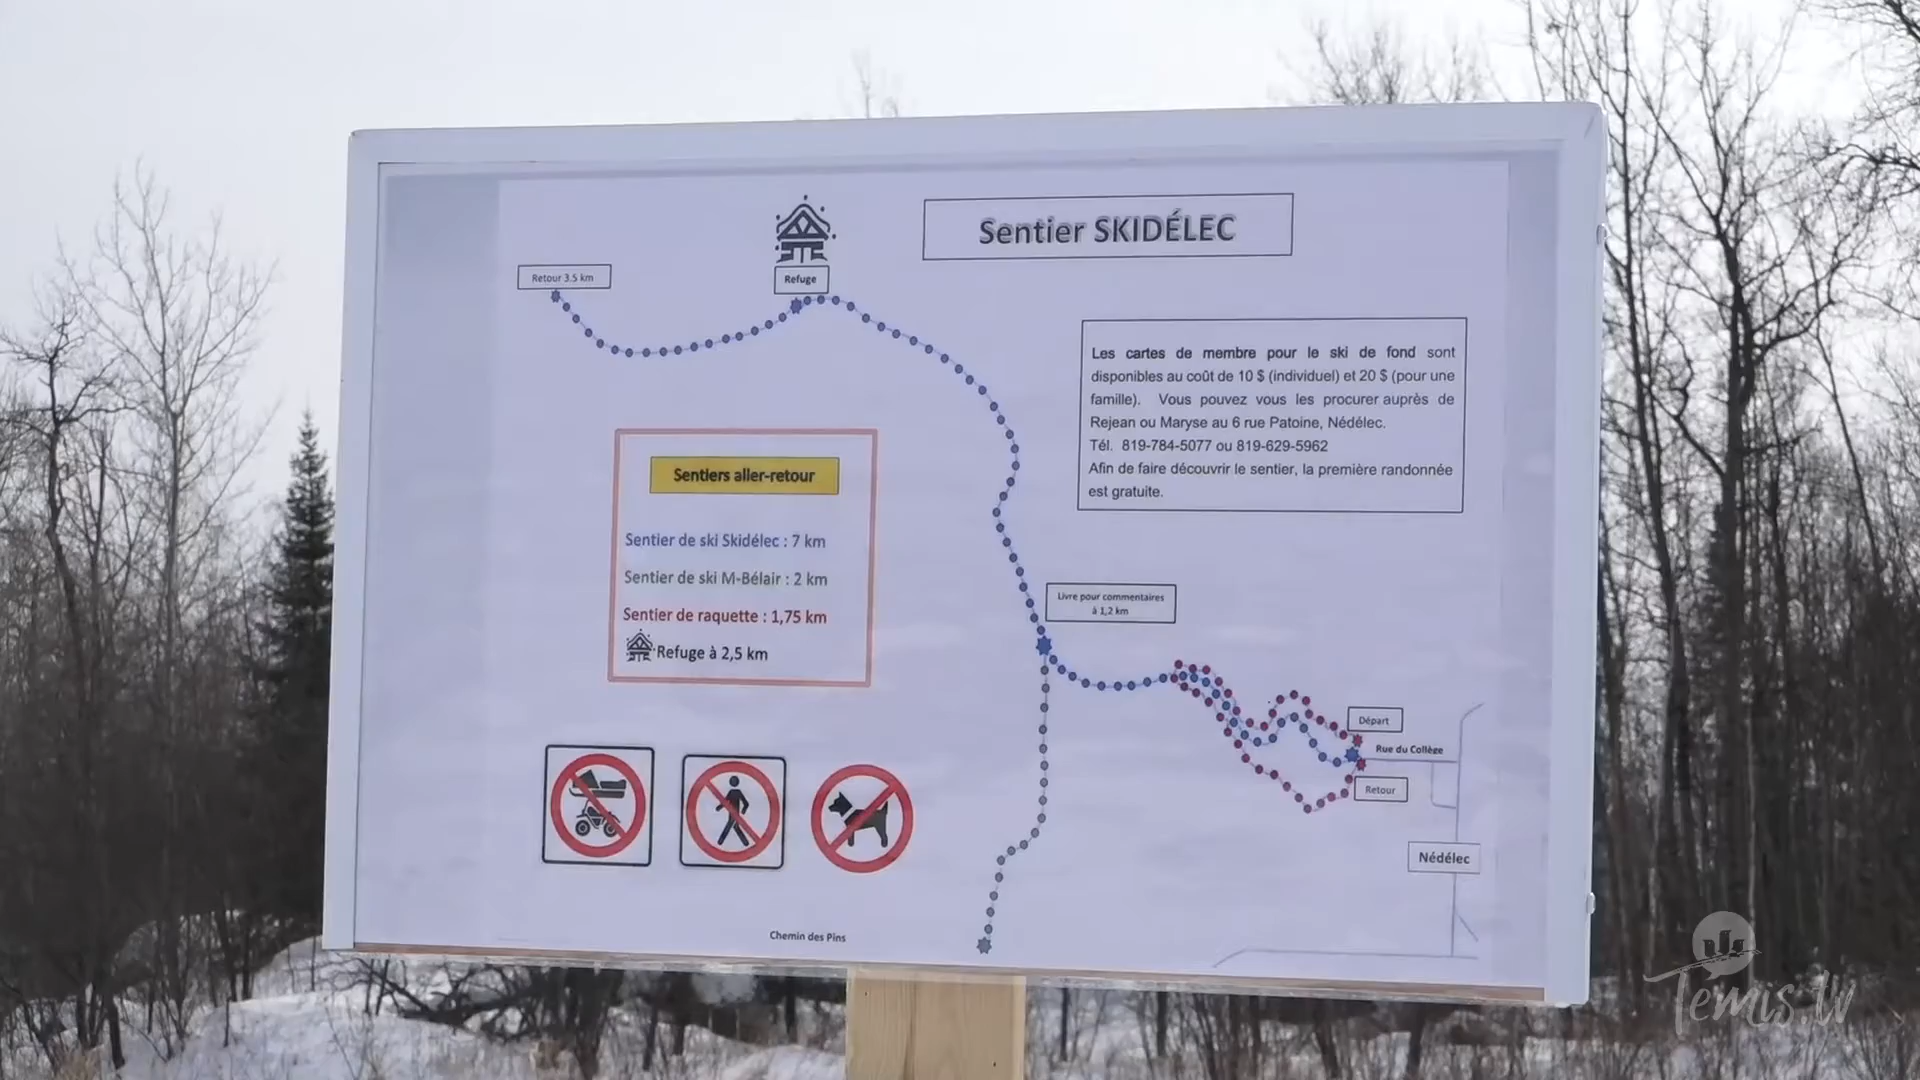 Sentier SKIDÉLEC
Retour 3.5 km
Refuge
Les cartes de membre pour le ski de fond sont
disponibles au coût de 10 $ (individuel) et 20 $ (pour une
famille). Vous pouvez vous les procurer auprès de
Rejean ou Maryse au 6 rue Patoine, Nédélec.
Tél. 819-784-5077 ou 819-629-5962
Afin de faire découvrir le sentier, la première randonnée
est gratuite.
Sentiers aller-retour
Sentier de ski Skidélec : 7 km
Sentier de ski M-Bélair : 2 km
Sentier de raquette : 1,75 km
Refuge à 2,5 km
Livre pour commentaires
à 1,2 km
Départ
Rue du Collège
Retour
Nédélec
Chemin des Pins
Temis.tv